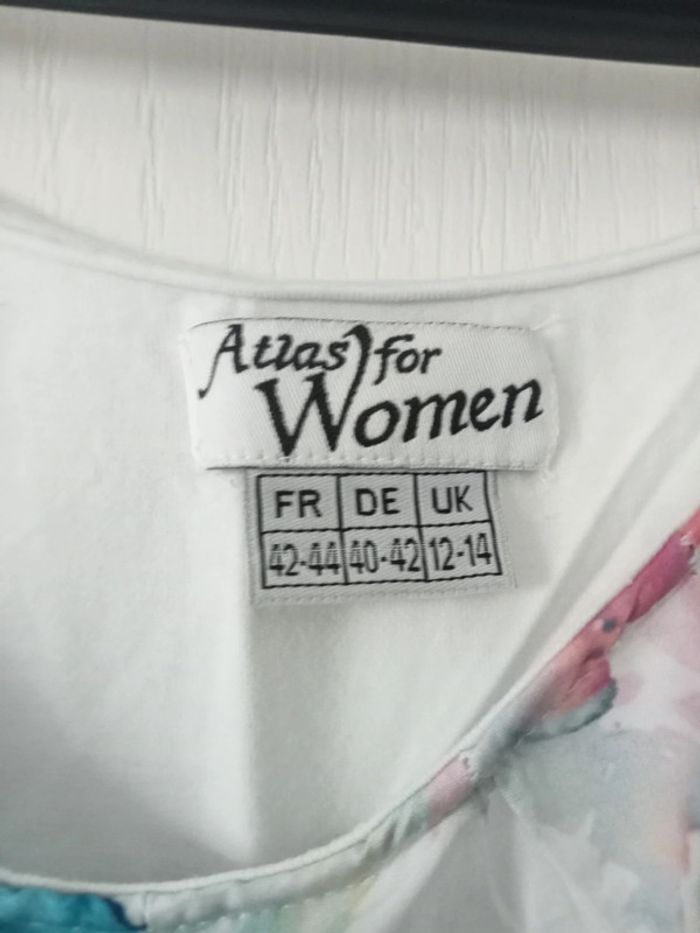 Atlas for
Women
FR DE UK
42-44 40-42 12-14